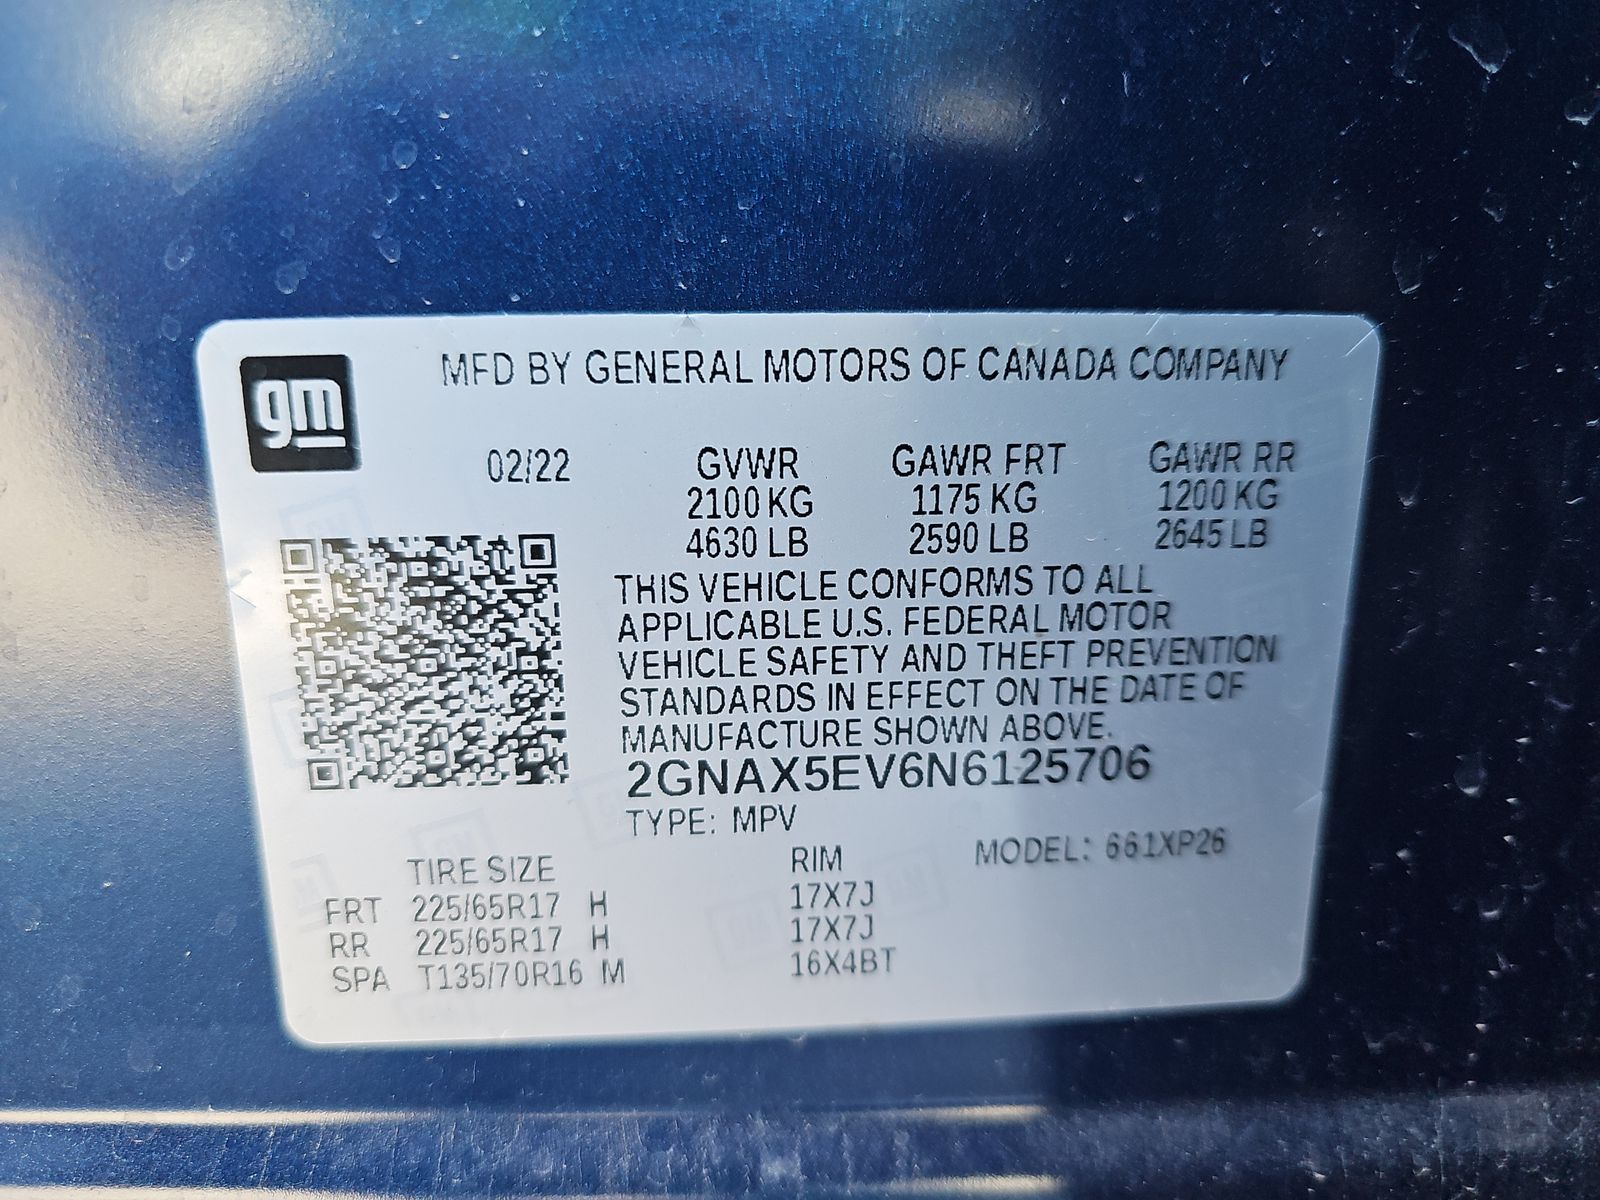 gm
MFD BY GENERAL MOTORS OF CANADA COMPANY
02/22 GVWR GAWR FRT GAWR RR
2100 KG 1175 KG 1200 KG
4630 LB 2590 LB 2645 LB
THIS VEHICLE CONFORMS TO ALL
APPLICABLE U.S. FEDERAL MOTOR
VEHICLE SAFETY AND THEFT PREVENTION
STANDARDS IN EFFECT ON THE DATE OF
MANUFACTURE SHOWN ABOVE.
2GNAX5EV6N6125706
TYPE: MPV
TIRE SIZE RIM MODEL: 661XP26
FRT 225/65R17 H 17X7J
RR 225/65R17 H 17X7J
SPA T135/70R16 M 16X4BT